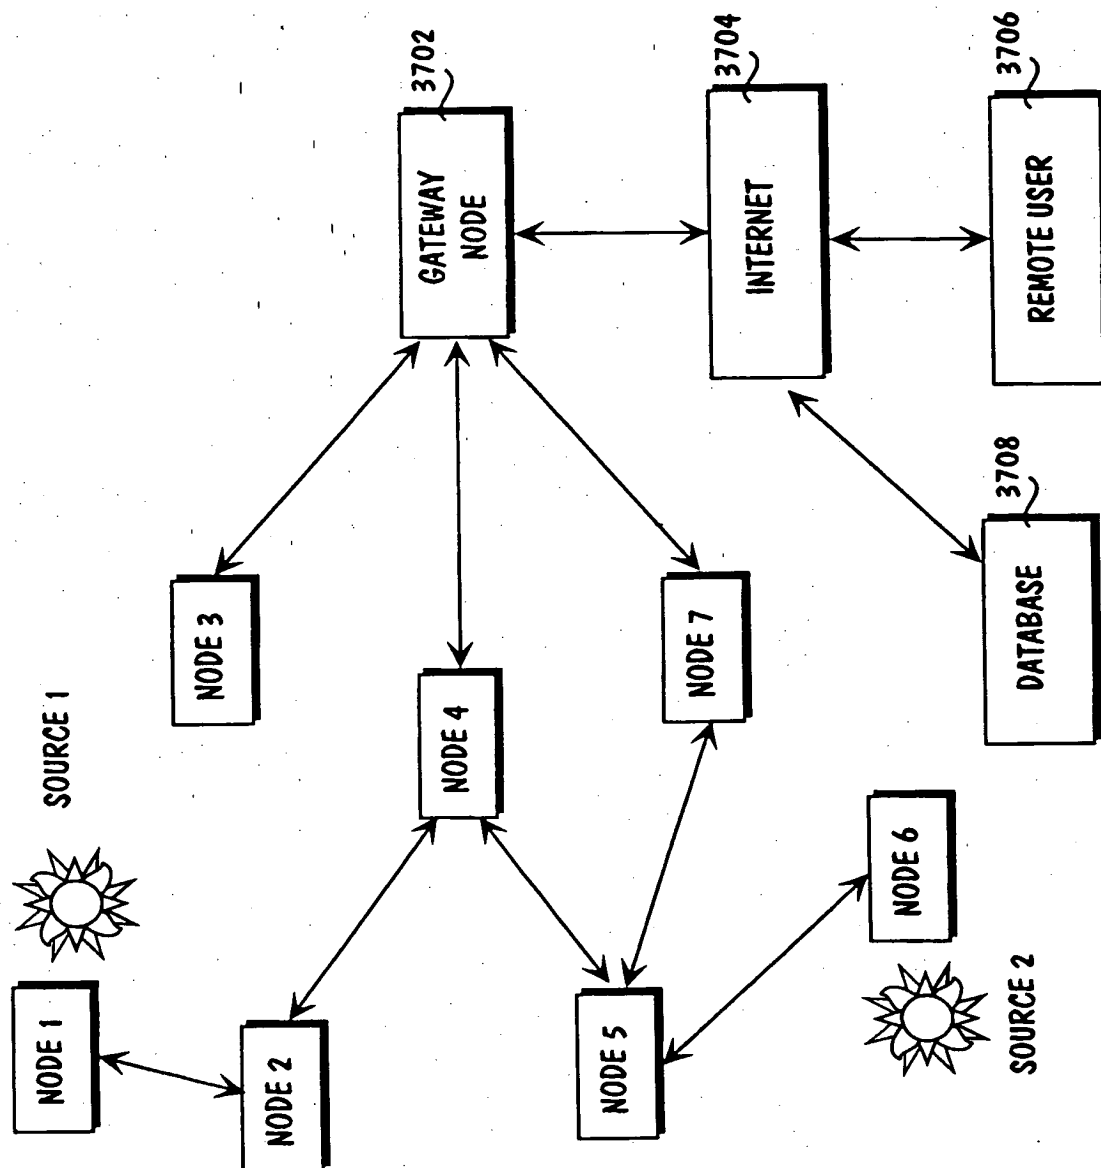 SOURCE 1
NODE 1
NODE 2
NODE 3
NODE 4
NODE 5
NODE 6
NODE 7
SOURCE 2
GATEWAY
NODE
3702
INTERNET
3704
REMOTE USER
3706
DATABASE
3708